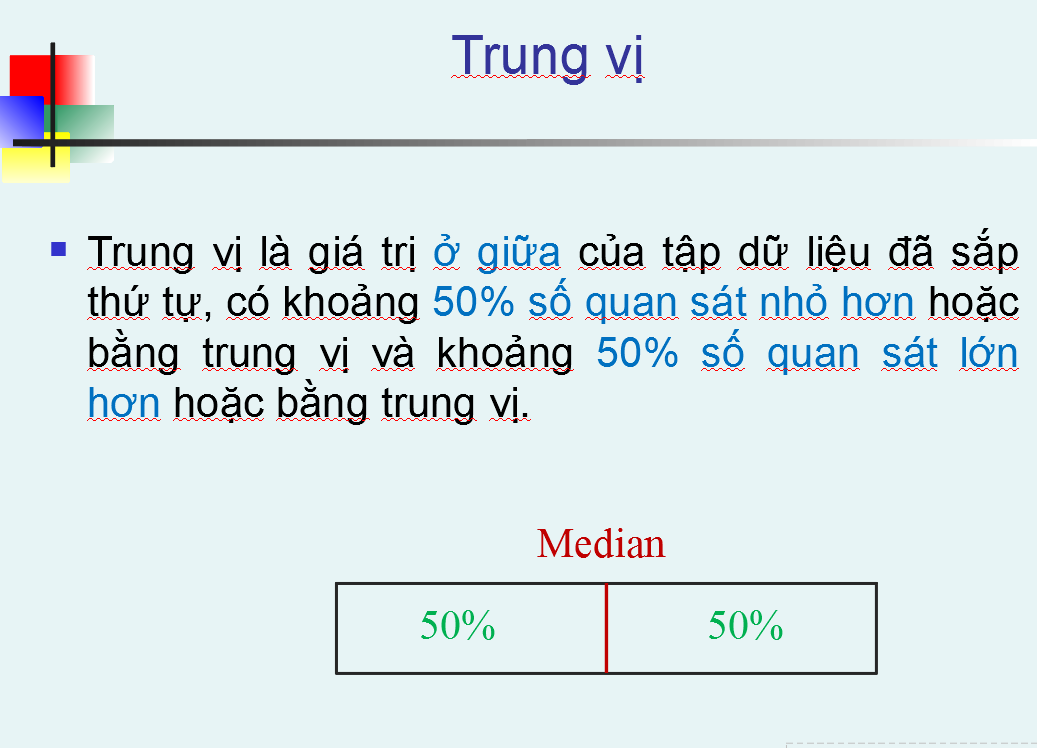 Trung vị
Trung vị là giá trị ở giữa của tập dữ liệu đã sắp
thứ tự, có khoảng 50% số quan sát nhỏ hơn hoặc
bằng trung vị và khoảng 50% số quan sát lớn
hơn hoặc bằng trung vị.
Median
50% 50%